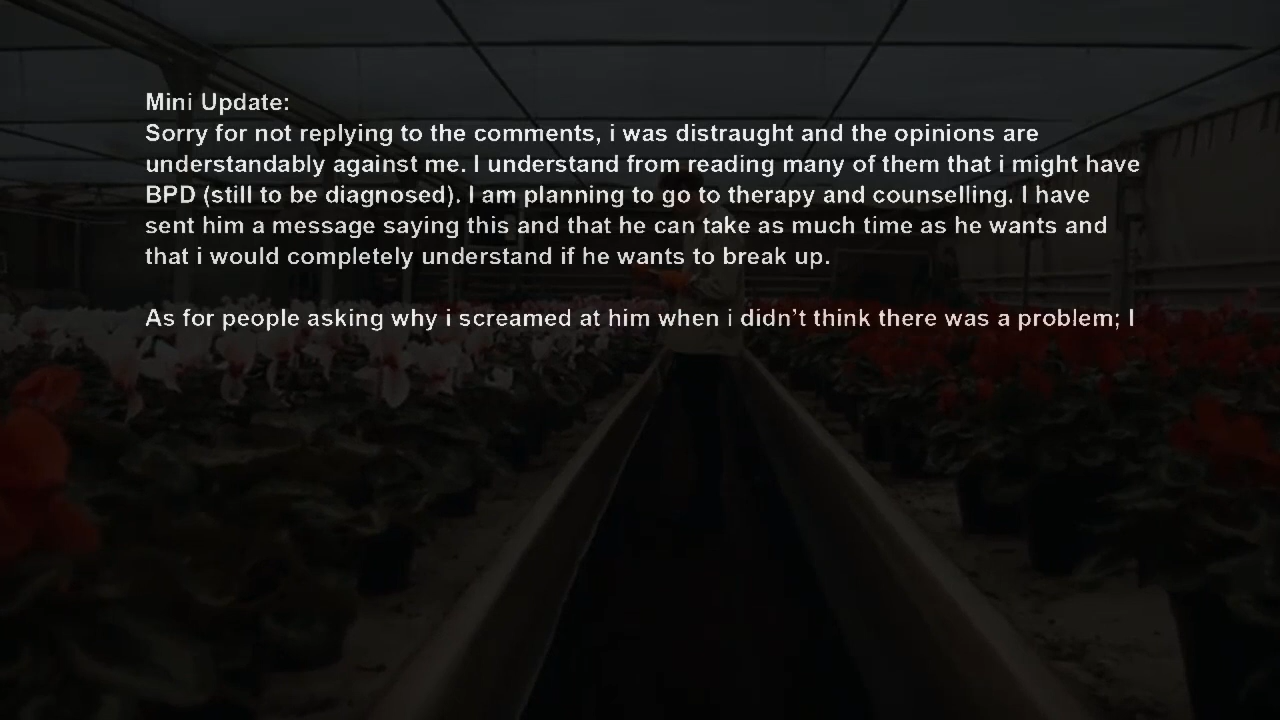 Mini Update:
Sorry for not replying to the comments, i was distraught and the opinions are
understandably against me. I understand from reading many of them that i might have
BPD (still to be diagnosed). I am planning to go to therapy and counselling. I have
sent him a message saying this and that he can take as much time as he wants and
that i would completely understand if he wants to break up.
As for people asking why i screamed at him when i didn’t think there was a problem; I